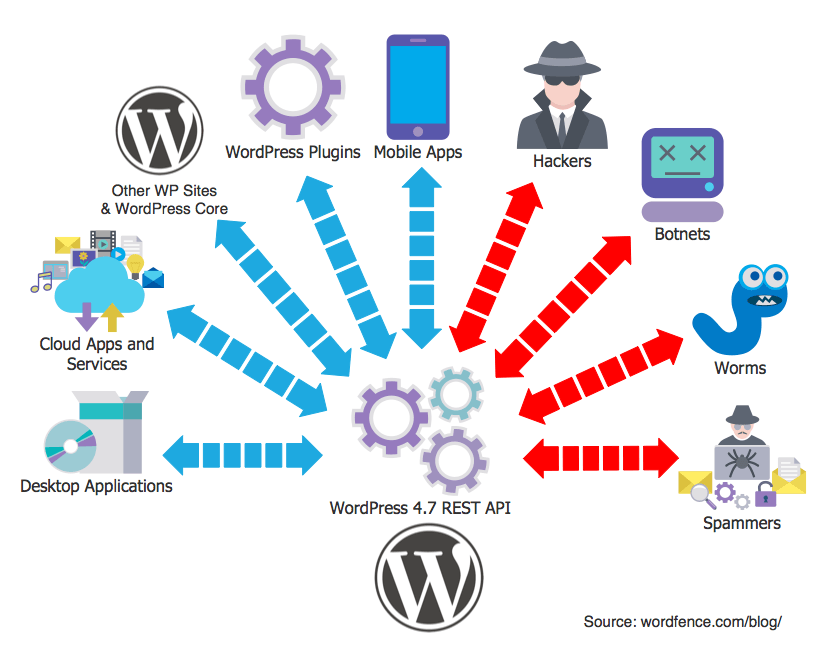 WordPress Plugins
Mobile Apps
Hackers
Other WP Sites
& WordPress Core
Botnets
Cloud Apps and
Services
Worms
Desktop Applications
WordPress 4.7 REST API
Spammers
Source: wordfence.com/blog/